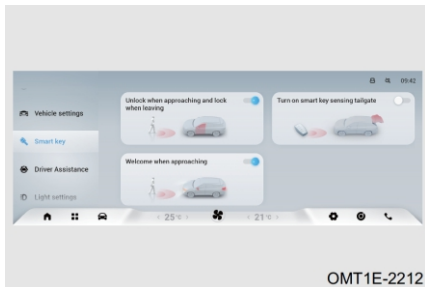 09:42
Vehicle settings
Smart key
Driver Assistance
Light settings
Unlock when approaching and lock
when leaving
Turn on smart key sensing tailgate
Welcome when approaching
25°c
21°c
OMT1E-2212